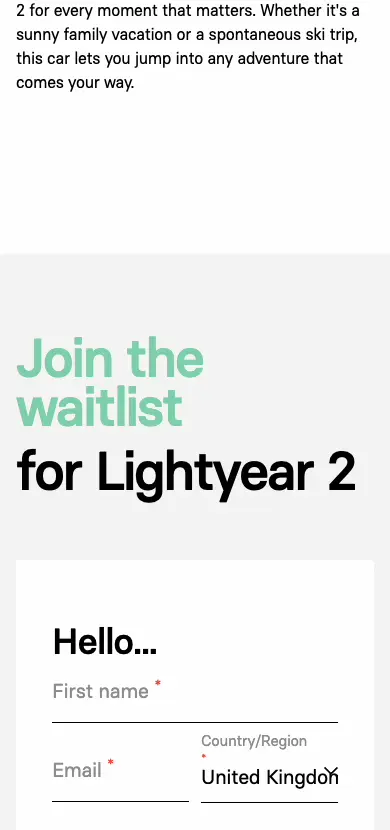 2 for every moment that matters. Whether it's a
sunny family vacation or a spontaneous ski trip,
this car lets you jump into any adventure that
comes your way.
Join the
waitlist
for Lightyear 2
Hello...
First name *
Email *
Country/Region
*
United Kingdom